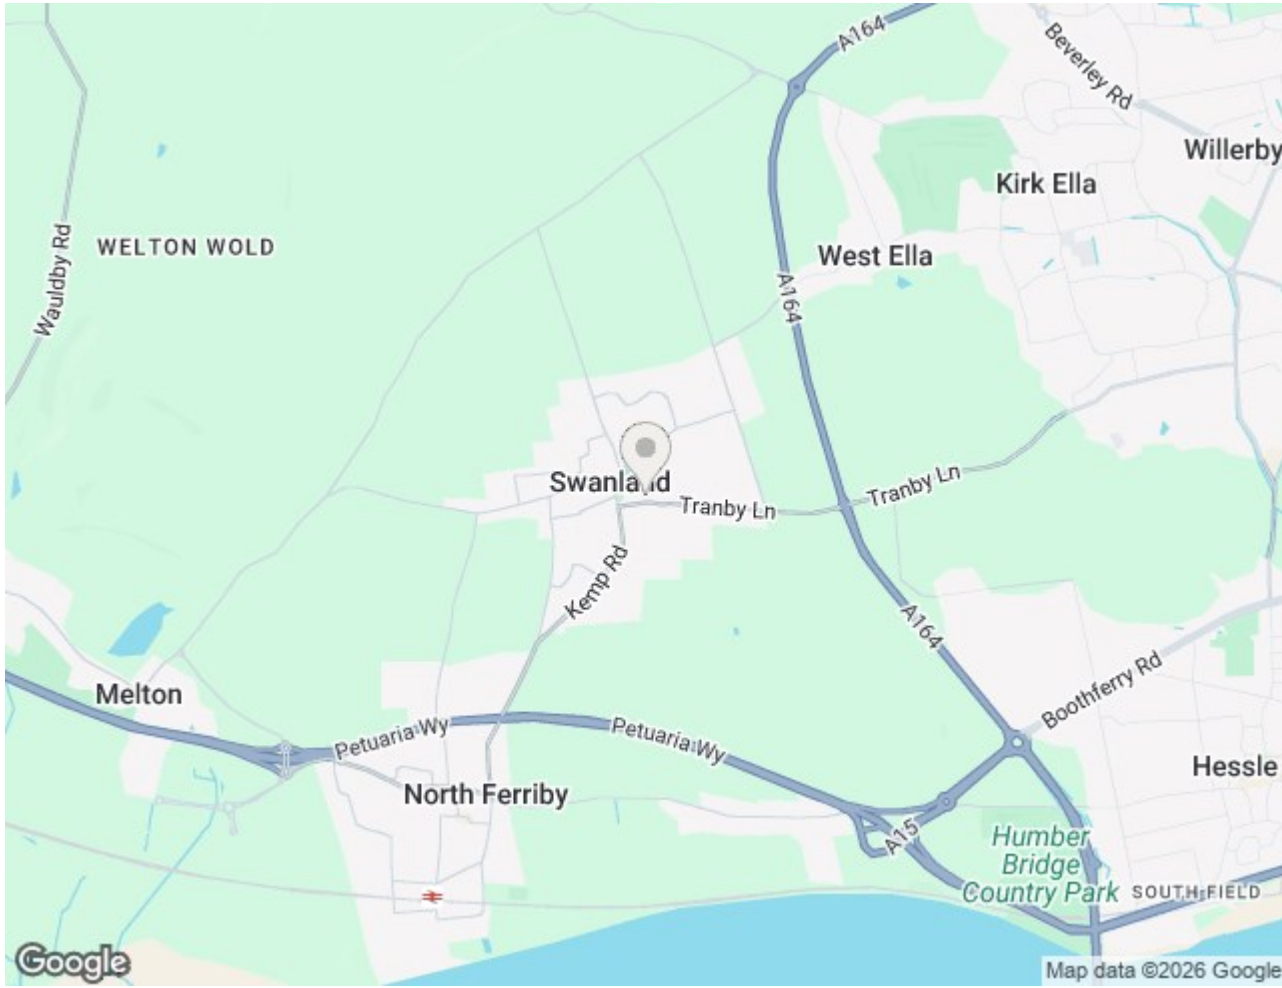 A164
Beverley Rd
Willerby
Kirk Ella
WELTON WOLD
West Ella
Wauldby Rd
A164
Swanland
Tranby Ln
Tranby Ln
Kemp Rd
A164
Melton
Boothferry Rd
Petuaria Wy
Petuaria Wy
Hessle
North Ferriby
A15
Humber
Bridge
Country Park
SOUTH FIELD
Google
Map data ©2026 Google